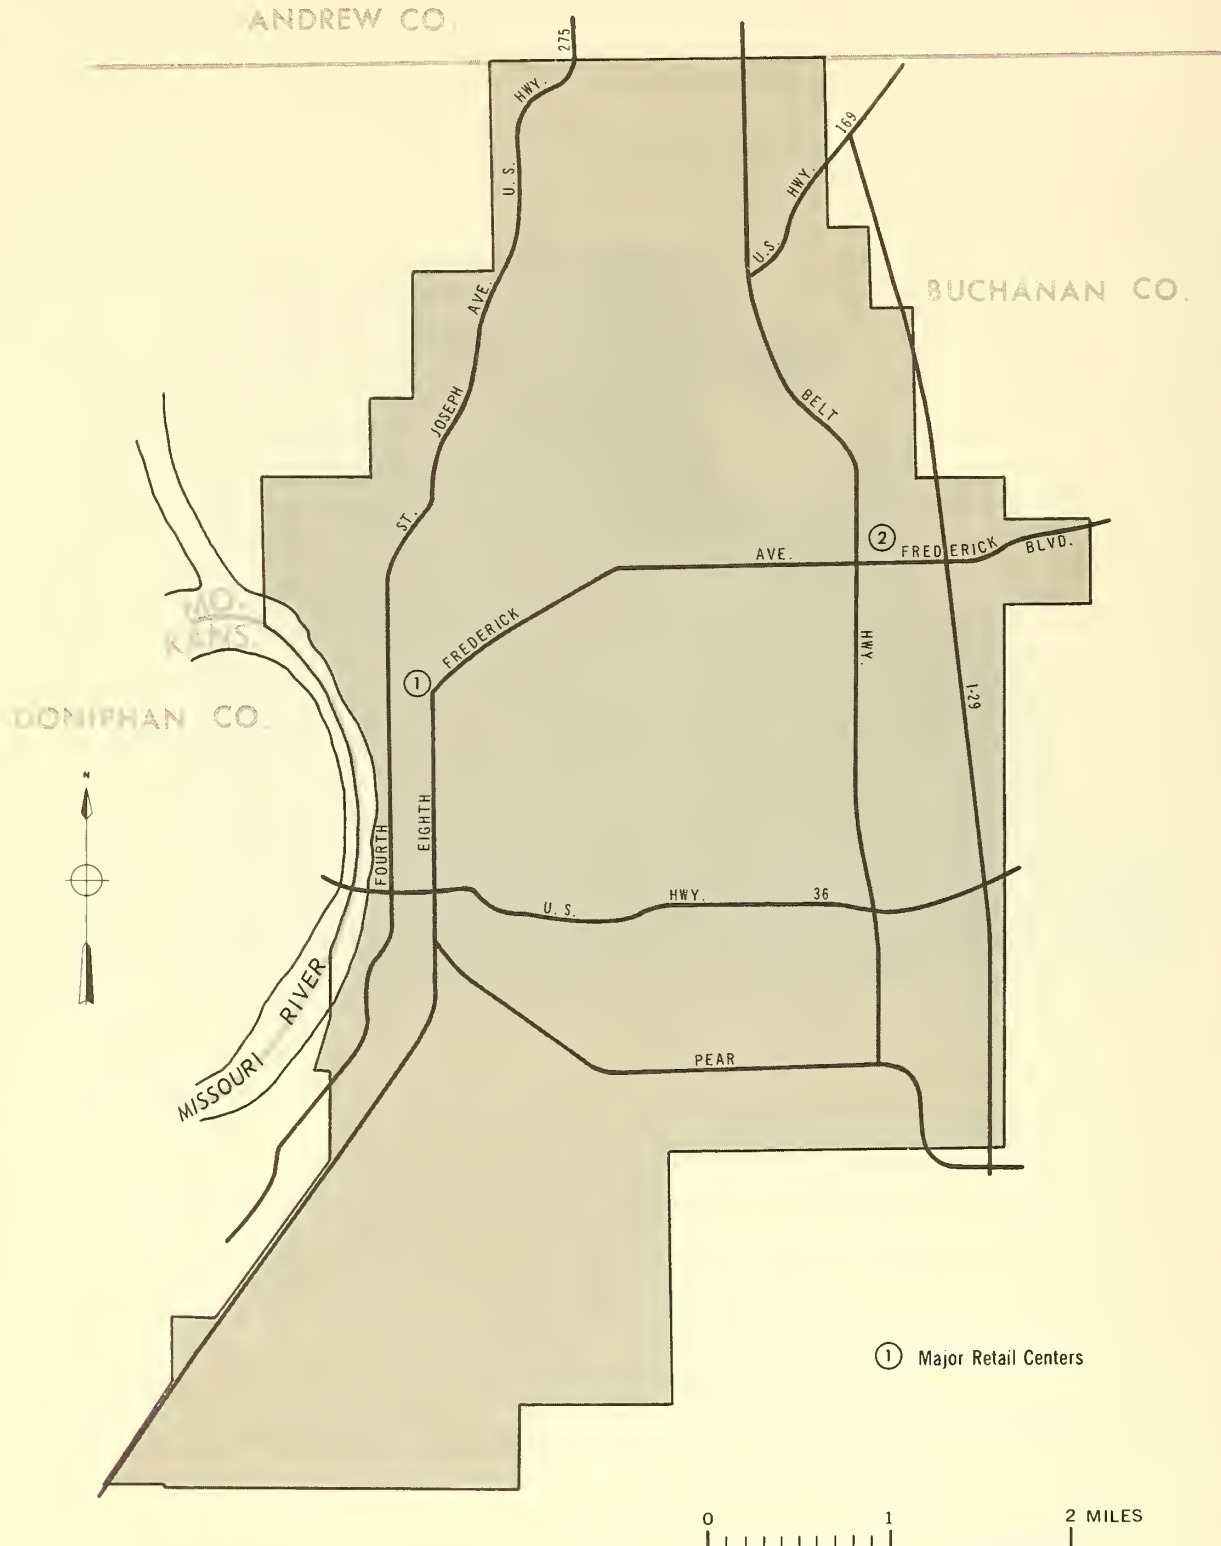 ANDREW CO.
275
U.S. HWY.
169
U.S. HWY.
BUCHANAN CO.
ST. JOSEPH AVE.
BELT HWY.
2
AVE.
FREDERICK BLVD.
MO.
KANS.
FREDERICK
1
I-29
DONIPHAN CO.
N
FOURTH
EIGHTH
U.S. HWY. 36
MISSOURI RIVER
PEAR
1 Major Retail Centers
0 1 2 MILES